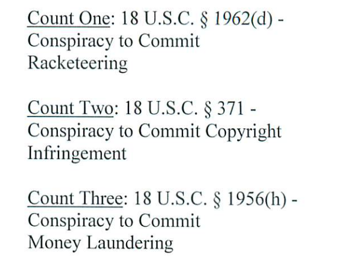 Count One: 18 U.S.C. § 1962(d) -
Conspiracy to Commit
Racketeering
Count Two: 18 U.S.C. § 371 -
Conspiracy to Commit Copyright
Infringement
Count Three: 18 U.S.C. § 1956(h) -
Conspiracy to Commit
Money Laundering